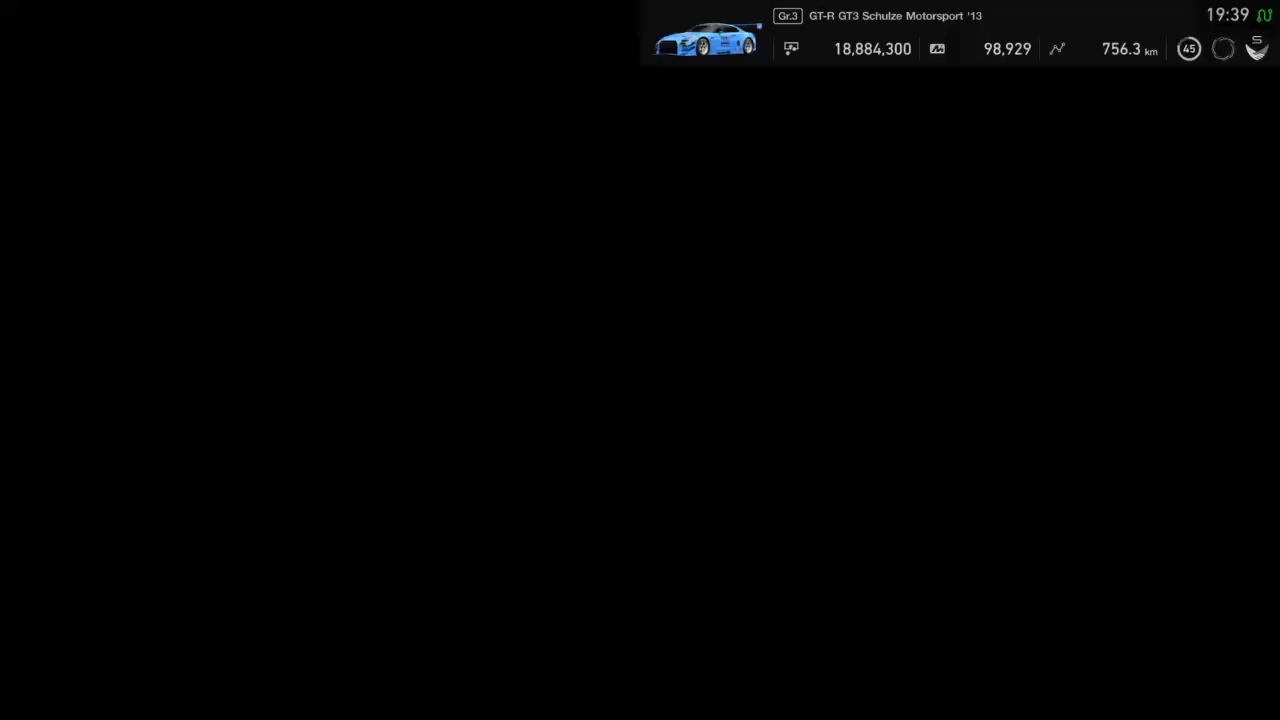 Gr.3 GT-R GT3 Schulze Motorsport '13 19:39
18,884,300 98,929 756.3 km 45 S